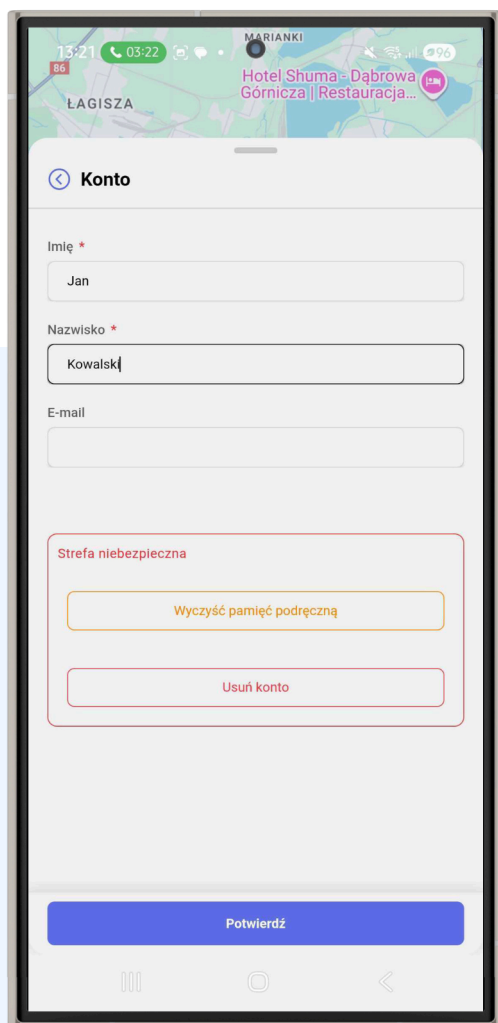 MARIANKI
13:21 03:22 96
86
Hotel Shuma - Dąbrowa
Górnicza | Restauracja...
ŁAGISZA
Konto
Imię *
Jan
Nazwisko *
Kowalski
E-mail
Strefa niebezpieczna
Wyczyść pamięć podręczną
Usuń konto
Potwierdź